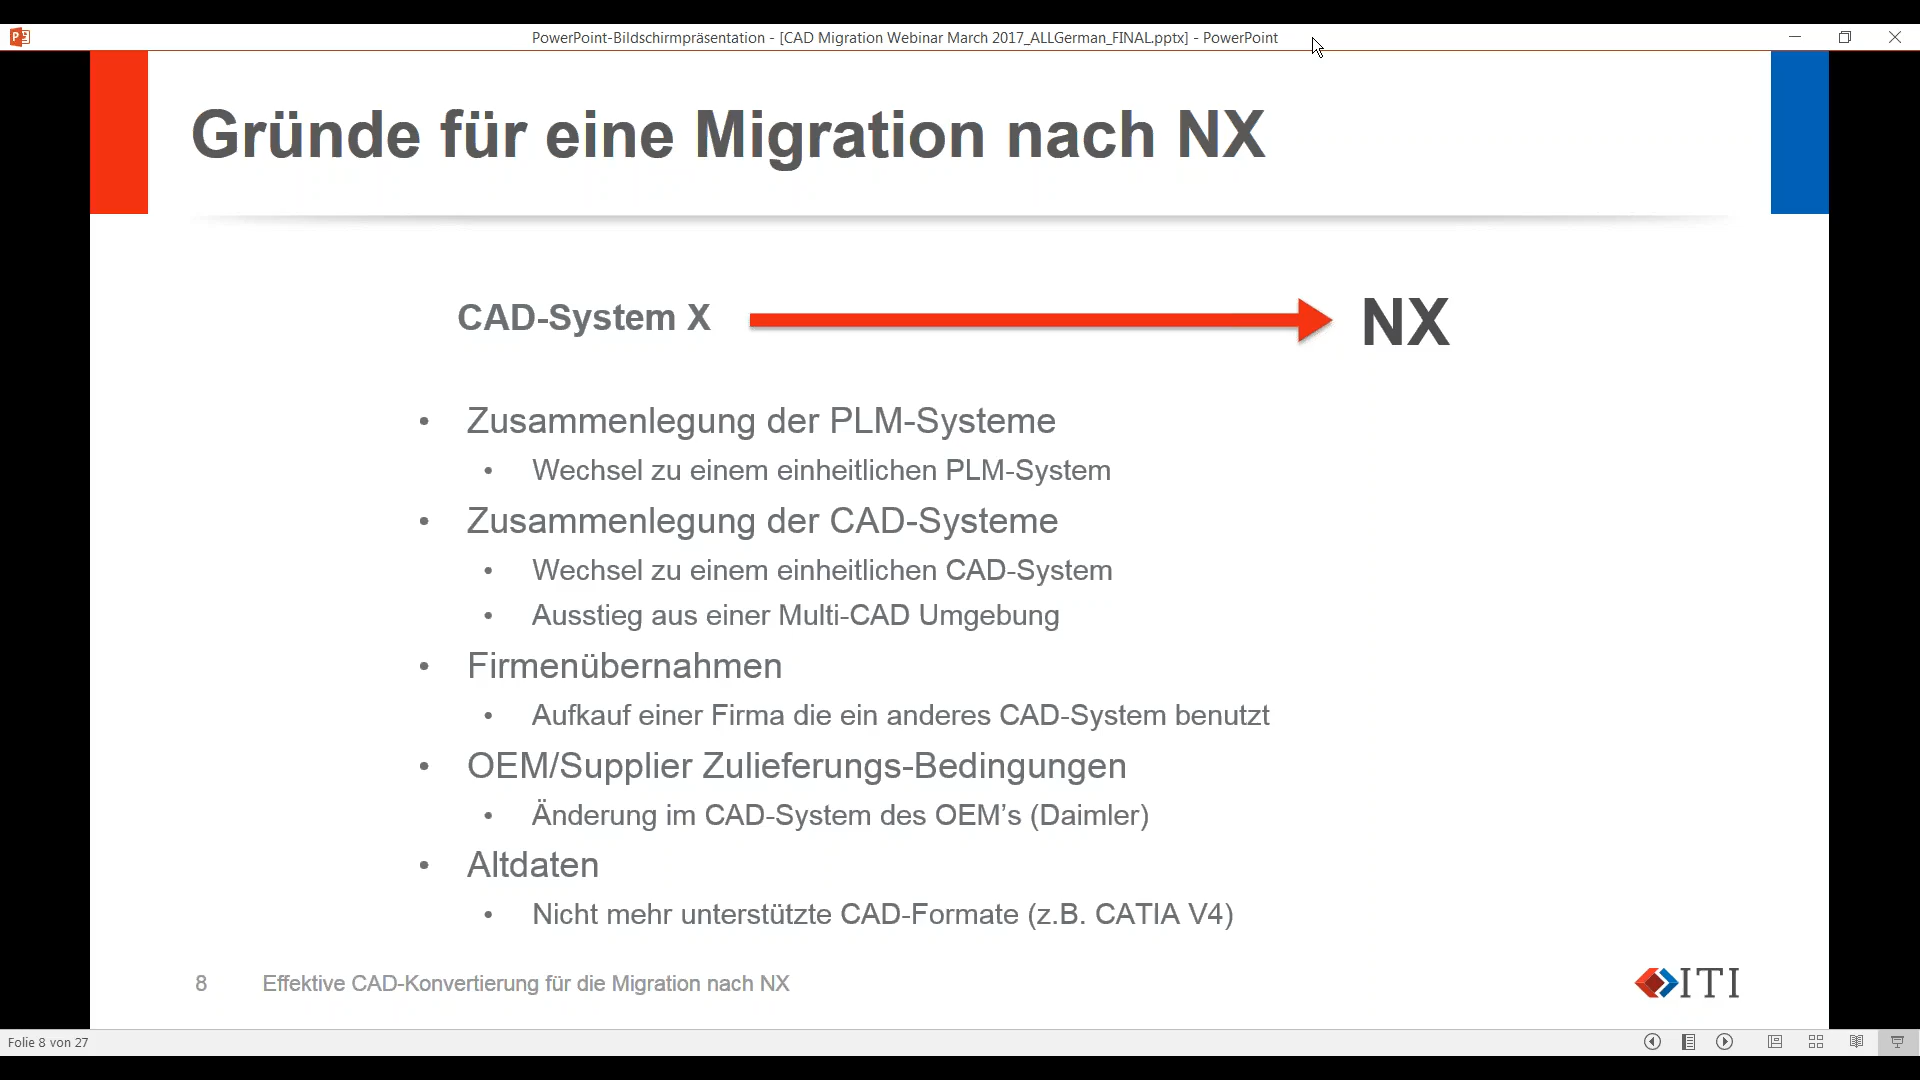 PowerPoint-Bildschirmpräsentation - [CAD Migration Webinar March 2017_ALLGerman_FINAL.pptx] - PowerPoint
Gründe für eine Migration nach NX
CAD-System X
NX
• Zusammenlegung der PLM-Systeme
• Wechsel zu einem einheitlichen PLM-System
• Zusammenlegung der CAD-Systeme
• Wechsel zu einem einheitlichen CAD-System
• Ausstieg aus einer Multi-CAD Umgebung
• Firmenübernahmen
• Aufkauf einer Firma die ein anderes CAD-System benutzt
• OEM/Supplier Zulieferungs-Bedingungen
• Änderung im CAD-System des OEM’s (Daimler)
• Altdaten
• Nicht mehr unterstützte CAD-Formate (z.B. CATIA V4)
8 Effektive CAD-Konvertierung für die Migration nach NX
ITI
Folie 8 von 27